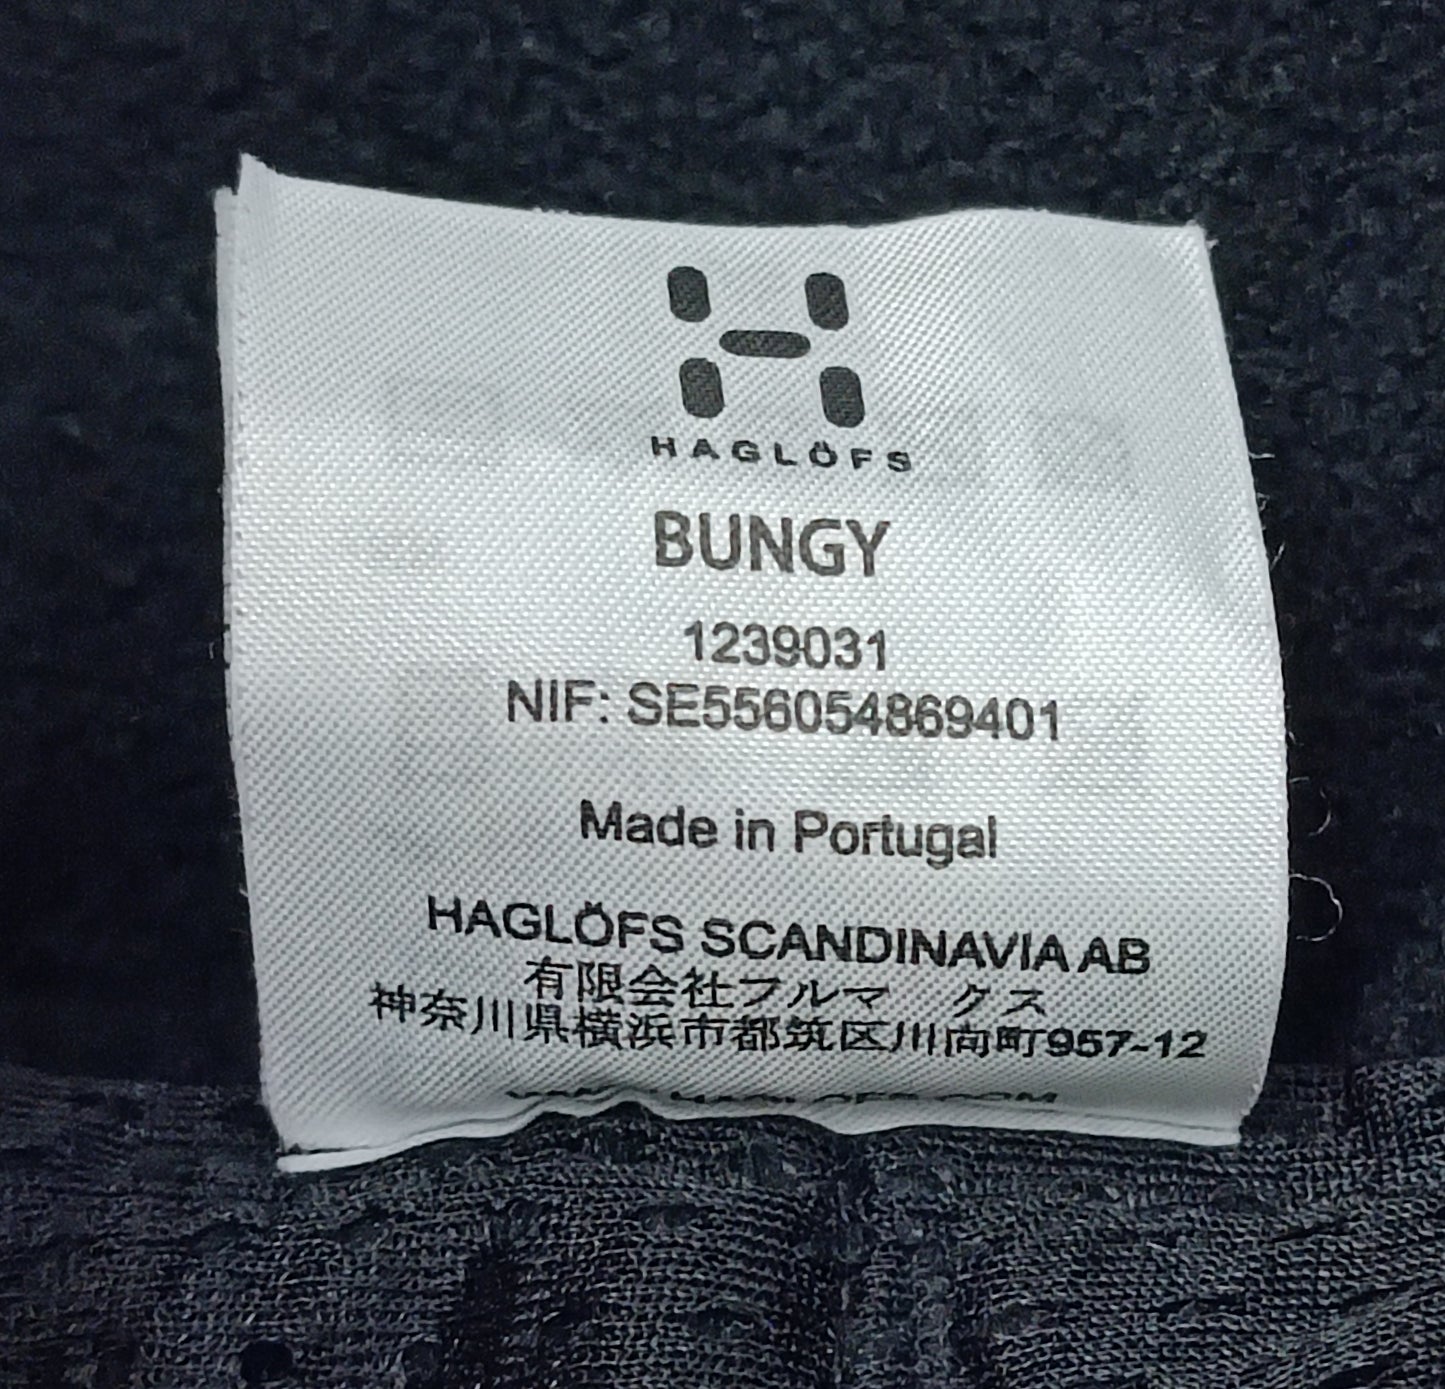 HAGLÖFS
BUNGY
1239031
NIF: SE556054869401
Made in Portugal
HAGLÖFS SCANDINAVIA AB
有限会社フルマ　クス
神奈川県横浜市都筑区川向町957-12